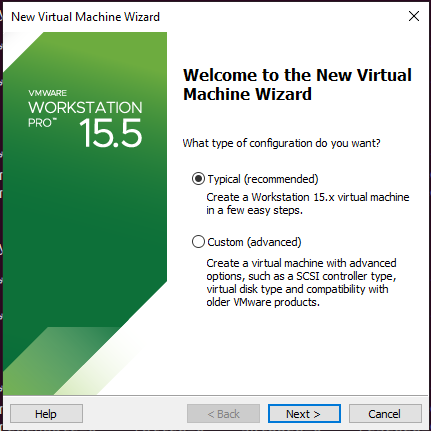 New Virtual Machine Wizard
VMWARE
WORKSTATION
PRO™
15.5
Welcome to the New Virtual
Machine Wizard
What type of configuration do you want?
Typical (recommended)
Create a Workstation 15.x virtual machine
in a few easy steps.
Custom (advanced)
Create a virtual machine with advanced
options, such as a SCSI controller type,
virtual disk type and compatibility with
older VMware products.
Help
< Back
Next >
Cancel